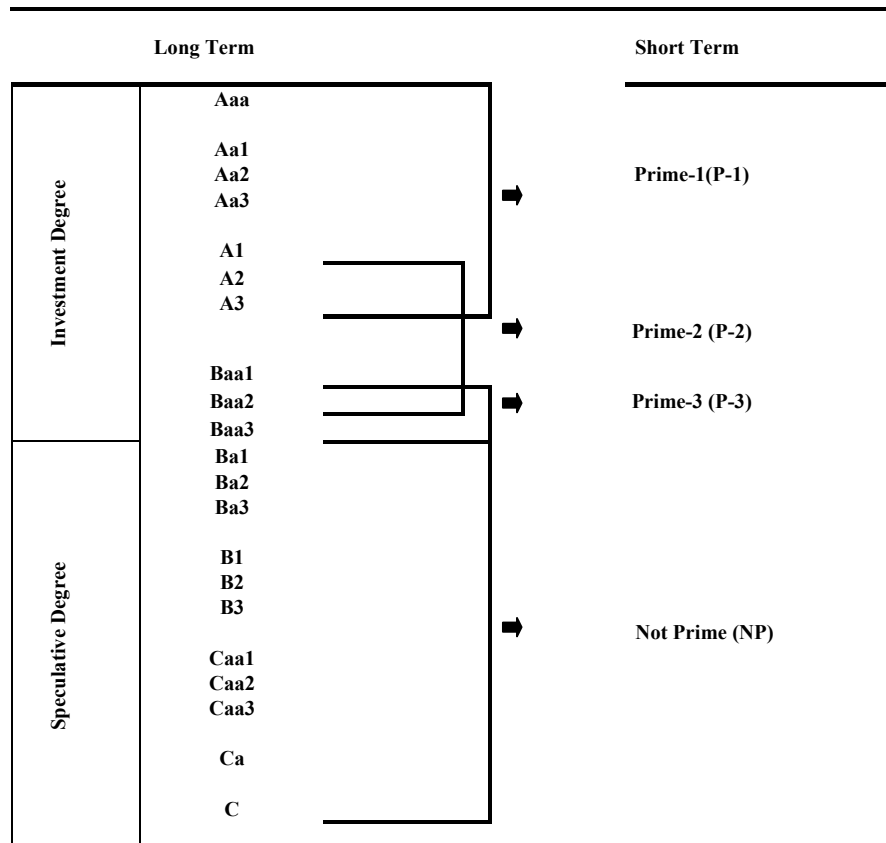 Long Term
Short Term
Investment Degree
Aaa
Aa1
Aa2
Aa3
Prime-1(P-1)
A1
A2
A3
Prime-2 (P-2)
Baa1
Baa2
Prime-3 (P-3)
Baa3
Speculative Degree
Ba1
Ba2
Ba3
B1
B2
B3
Not Prime (NP)
Caa1
Caa2
Caa3
Ca
C